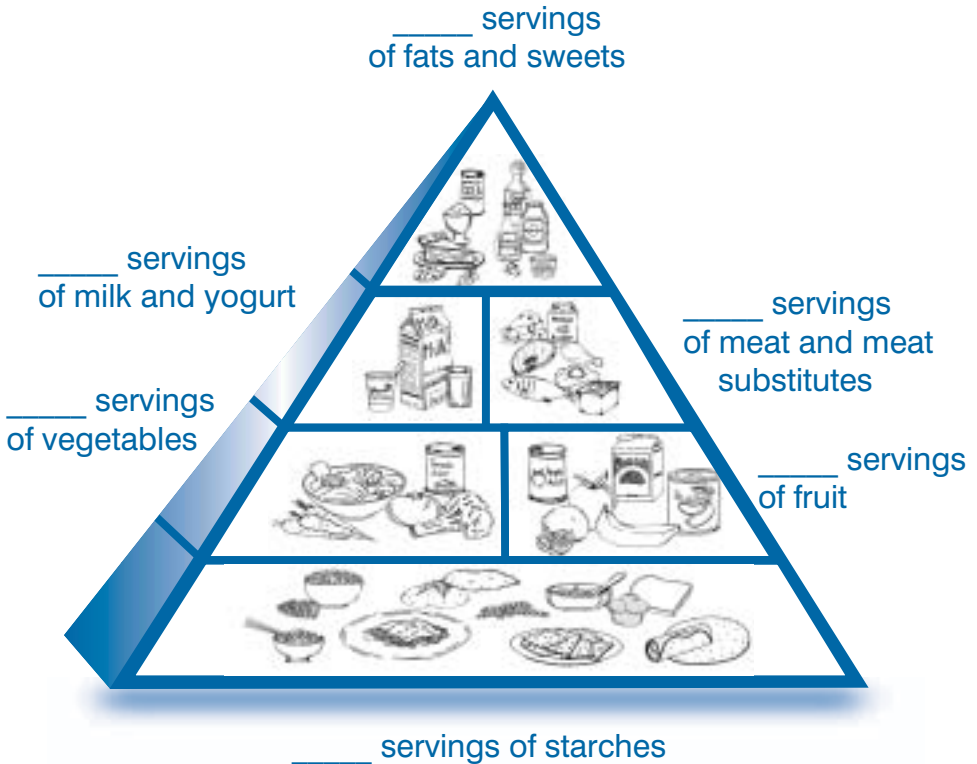 _____ servings
of fats and sweets
_____ servings
of milk and yogurt
_____ servings
of meat and meat
substitutes
_____ servings
of vegetables
_____ servings
of fruit
_____ servings of starches